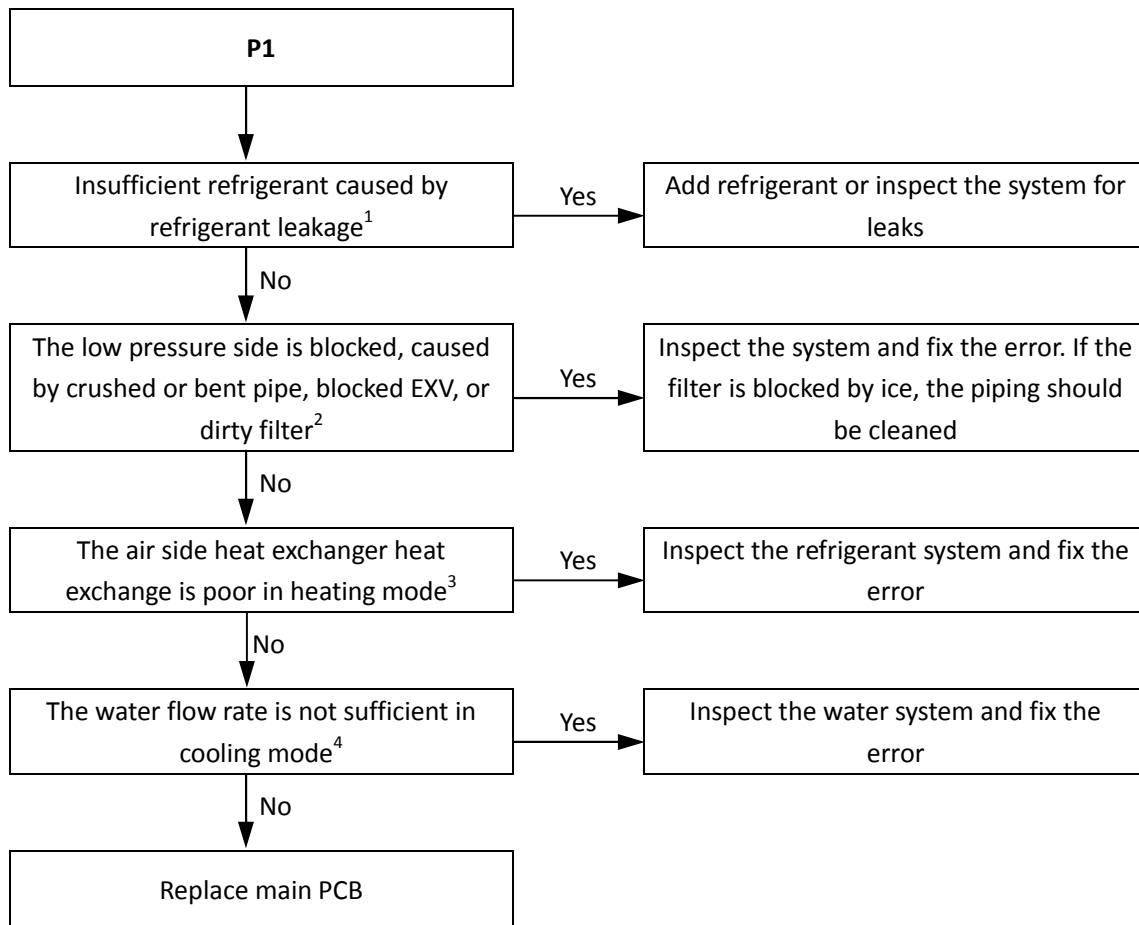 P1
Insufficient refrigerant caused by
refrigerant leakage1
Yes
Add refrigerant or inspect the system for
leaks
No
The low pressure side is blocked, caused
by crushed or bent pipe, blocked EXV, or
dirty filter2
Yes
Inspect the system and fix the error. If the
filter is blocked by ice, the piping should
be cleaned
No
The air side heat exchanger heat
exchange is poor in heating mode3
Yes
Inspect the refrigerant system and fix the
error
No
The water flow rate is not sufficient in
cooling mode4
Yes
Inspect the water system and fix the
error
No
Replace main PCB